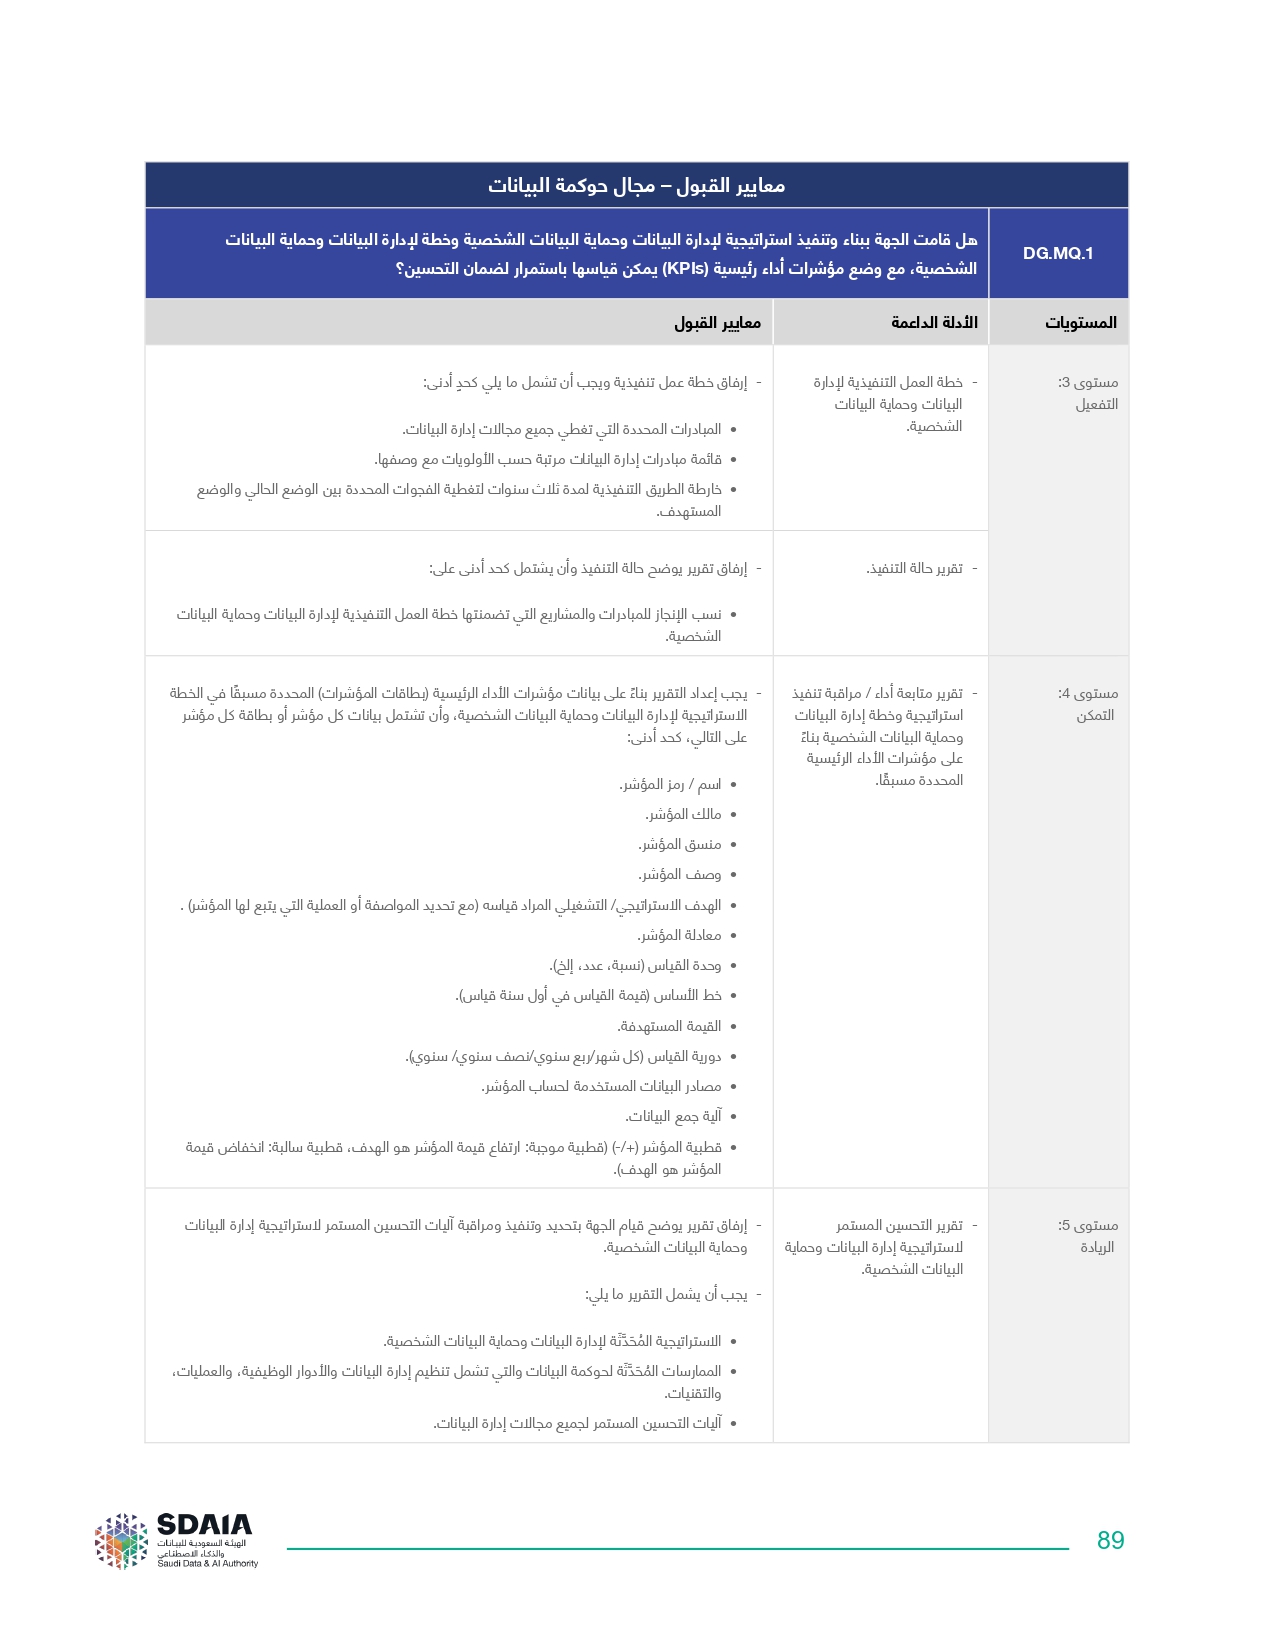 معايير القبول – مجال حوكمة البيانات
DG.MQ.1
هل قامت الجهة ببناء وتنفيذ استراتيجية لإدارة البيانات وحماية البيانات الشخصية وخطة لإدارة البيانات وحماية البيانات
الشخصية، مع وضع مؤشرات أداء رئيسية (KPIs) يمكن قياسها باستمرار لضمان التحسين؟
المستويات
الأدلة الداعمة
معايير القبول
مستوى 3:
التفعيل
- خطة العمل التنفيذية لإدارة
البيانات وحماية البيانات
الشخصية.
- إرفاق خطة عمل تنفيذية ويجب أن تشمل ما يلي كحدٍ أدنى:
• المبادرات المحددة التي تغطي جميع مجالات إدارة البيانات.
• قائمة مبادرات إدارة البيانات مرتبة حسب الأولويات مع وصفها.
• خارطة الطريق التنفيذية لمدة ثلاث سنوات لتغطية الفجوات المحددة بين الوضع الحالي والوضع
المستهدف.
- تقرير حالة التنفيذ.
- إرفاق تقرير يوضح حالة التنفيذ وأن يشتمل كحد أدنى على:
• نسب الإنجاز للمبادرات والمشاريع التي تضمنتها خطة العمل التنفيذية لإدارة البيانات وحماية البيانات
الشخصية.
مستوى 4:
التمكن
- تقرير متابعة أداء / مراقبة تنفيذ
استراتيجية وخطة إدارة البيانات
وحماية البيانات الشخصية بناءً
على مؤشرات الأداء الرئيسية
المحددة مسبقًا.
- يجب إعداد التقرير بناءً على بيانات مؤشرات الأداء الرئيسية (بطاقات المؤشرات) المحددة مسبقًا في الخطة
الاستراتيجية لإدارة البيانات وحماية البيانات الشخصية، وأن تشتمل بيانات كل مؤشر أو بطاقة كل مؤشر
على التالي، كحد أدنى:
• اسم / رمز المؤشر.
• مالك المؤشر.
• منسق المؤشر.
• وصف المؤشر.
• الهدف الاستراتيجي/ التشغيلي المراد قياسه (مع تحديد المواصفة أو العملية التي يتبع لها المؤشر) .
• معادلة المؤشر.
• وحدة القياس (نسبة، عدد، إلخ).
• خط الأساس (قيمة القياس في أول سنة قياس).
• القيمة المستهدفة.
• دورية القياس (كل شهر/ربع سنوي/نصف سنوي/ سنوي).
• مصادر البيانات المستخدمة لحساب المؤشر.
• آلية جمع البيانات.
• قطبية المؤشر (+/-) (قطبية موجبة: ارتفاع قيمة المؤشر هو الهدف، قطبية سالبة: انخفاض قيمة
المؤشر هو الهدف).
مستوى 5:
الريادة
- تقرير التحسين المستمر
لاستراتيجية إدارة البيانات وحماية
البيانات الشخصية.
- إرفاق تقرير يوضح قيام الجهة بتحديد وتنفيذ ومراقبة آليات التحسين المستمر لاستراتيجية إدارة البيانات
وحماية البيانات الشخصية.
- يجب أن يشمل التقرير ما يلي:
• الاستراتيجية المُحَدَّثَة لإدارة البيانات وحماية البيانات الشخصية.
• الممارسات المُحَدَّثَة لحوكمة البيانات والتي تشمل تنظيم إدارة البيانات والأدوار الوظيفية، والعمليات،
والتقنيات.
• آليات التحسين المستمر لجميع مجالات إدارة البيانات.
SDAIA
الهيئة السعودية للبيانات
والذكاء الاصطناعي
Saudi Data & AI Authority
89